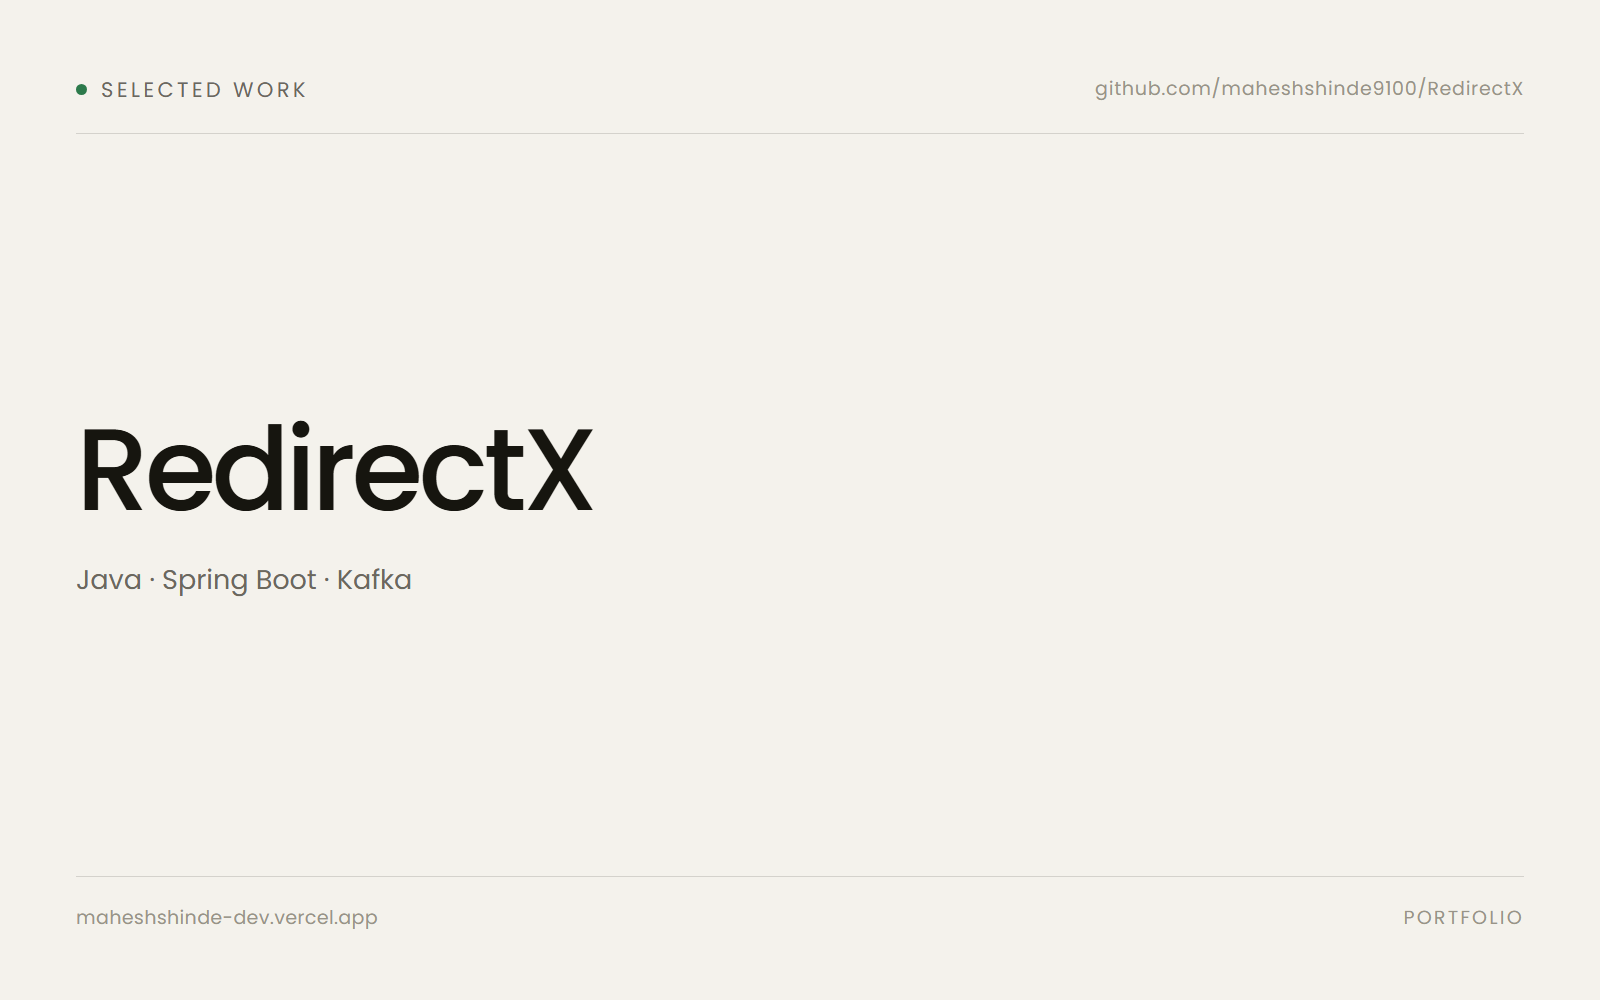 SELECTED WORK
github.com/maheshshinde9100/RedirectX
RedirectX
Java · Spring Boot · Kafka
maheshshinde-dev.vercel.app
PORTFOLIO